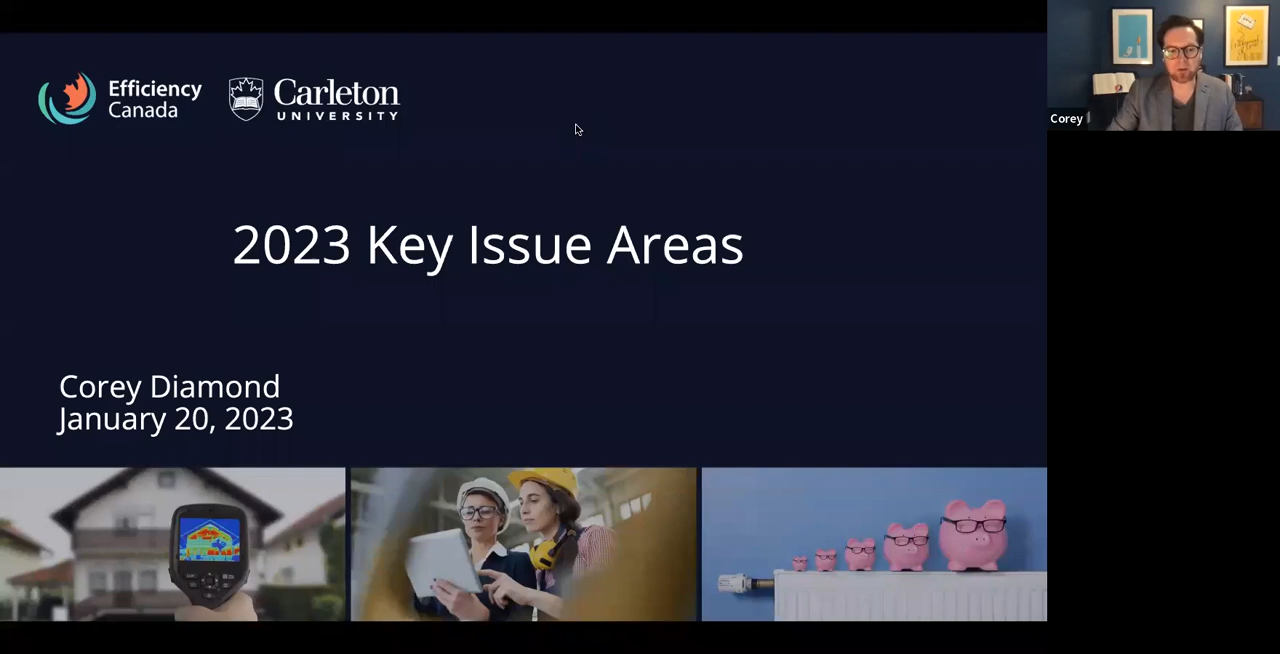 Efficiency
Canada
Carleton
UNIVERSITY
2023 Key Issue Areas
Corey Diamond
January 20, 2023
Corey